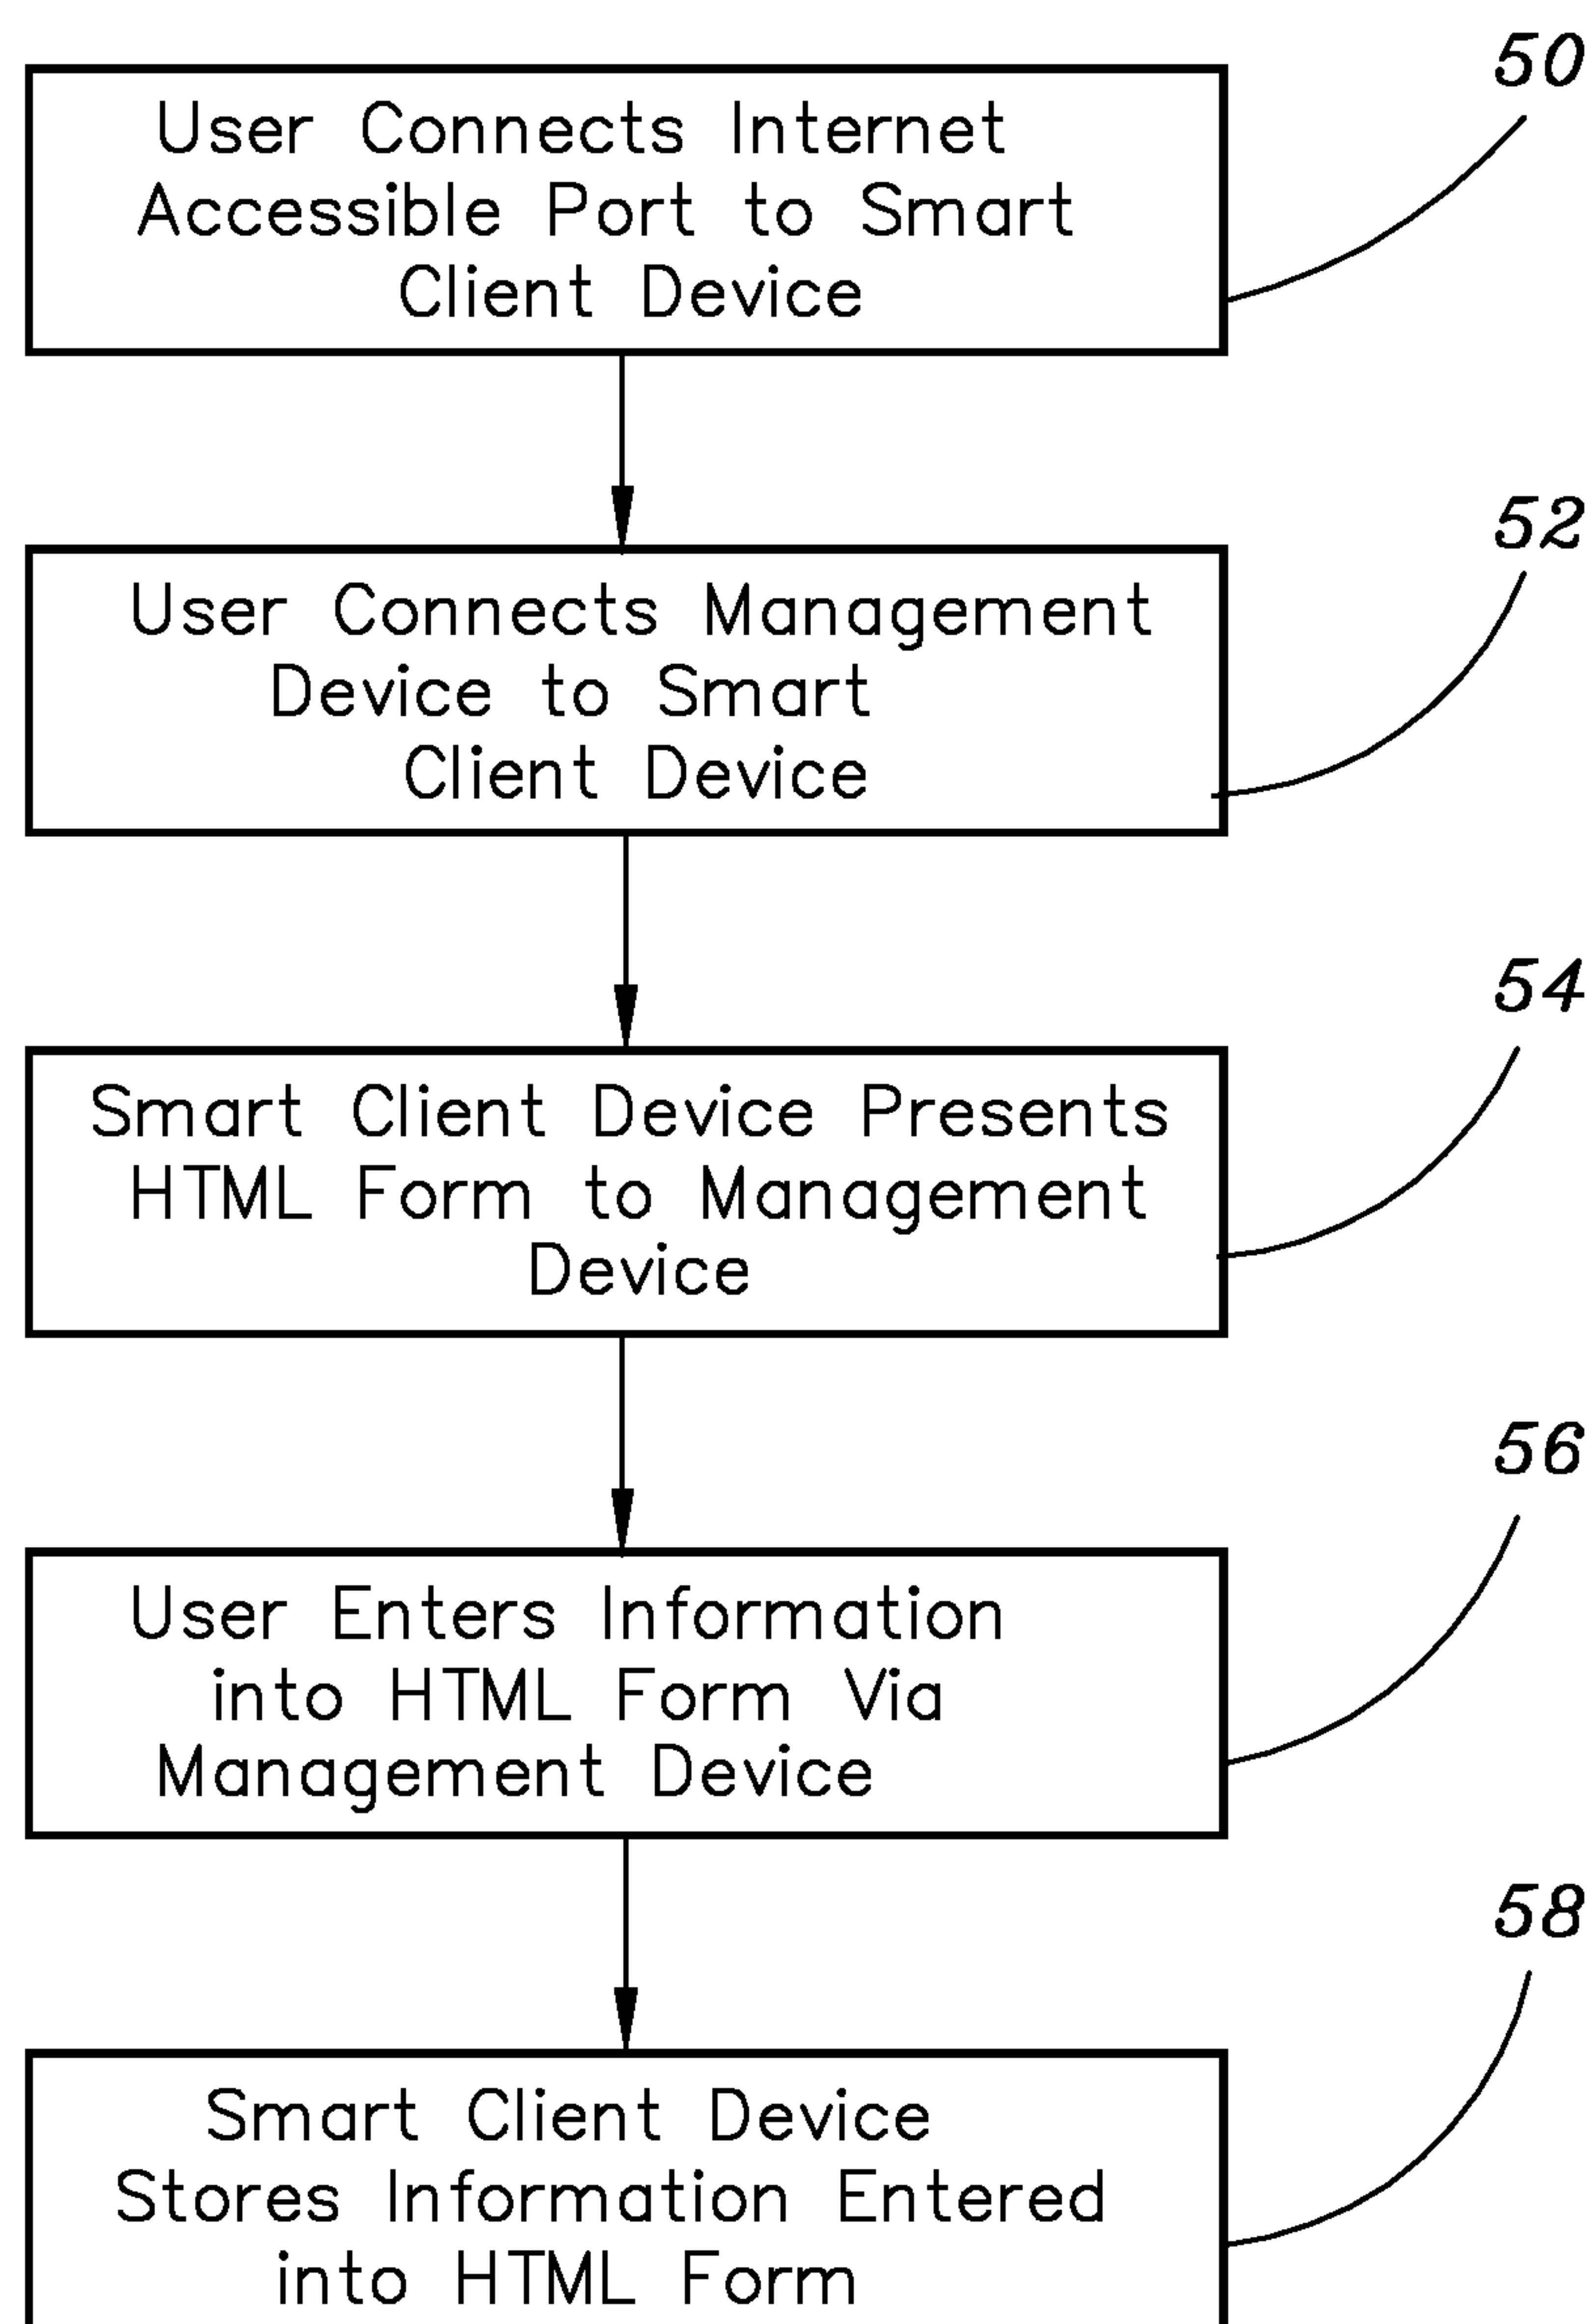 50
User Connects Internet
Accessible Port to Smart
Client Device
52
User Connects Management
Device to Smart
Client Device
54
Smart Client Device Presents
HTML Form to Management
Device
56
User Enters Information
into HTML Form Via
Management Device
58
Smart Client Device
Stores Information Entered
into HTML Form